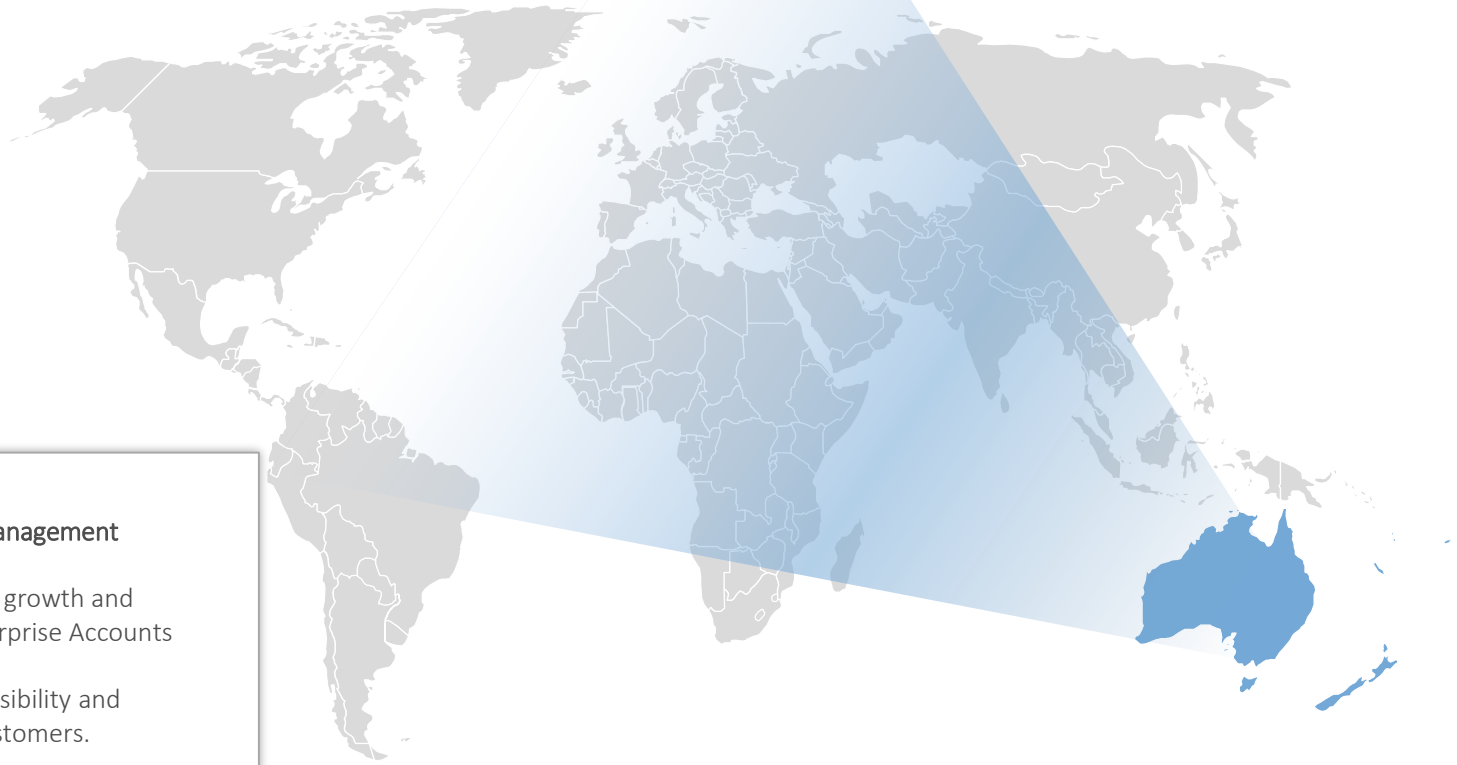 anagement
growth and
rprise Accounts
sibility and
stomers.